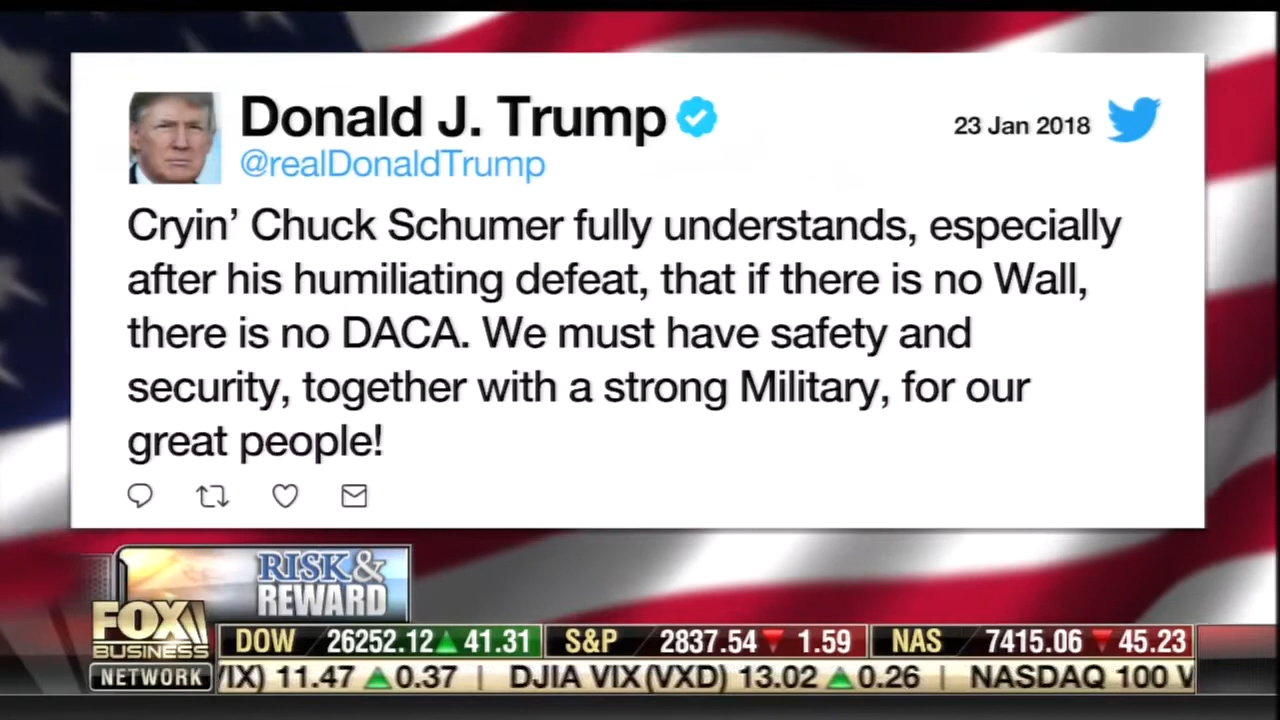 Donald J. Trump
23 Jan 2018
@realDonaldTrump
Cryin’ Chuck Schumer fully understands, especially
after his humiliating defeat, that if there is no Wall,
there is no DACA. We must have safety and
security, together with a strong Military, for our
great people!
RISK &
REWARD
FOX
BUSINESS
NETWORK
DOW 26252.12 ▲ 41.31 S&P 2837.54 ▼ 1.59 NAS 7415.06 ▼ 45.23
/IX) 11.47 ▲ 0.37 | DJIA VIX (VXD) 13.02 ▲ 0.26 | NASDAQ 100 V